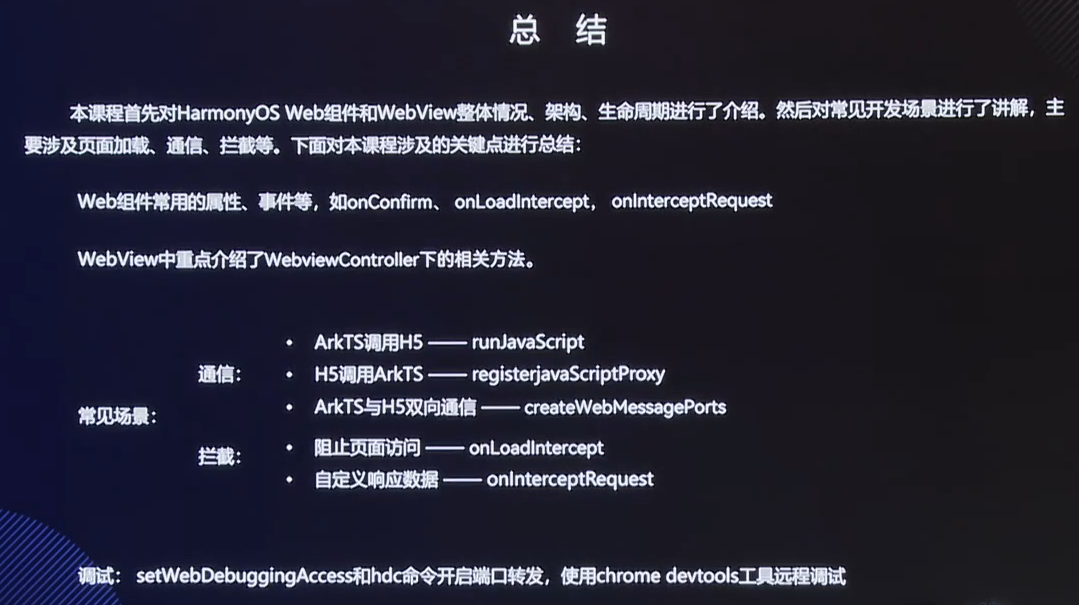 总 结
本课程首先对HarmonyOS Web组件和WebView整体情况、架构、生命周期进行了介绍。然后对常见开发场景进行了讲解，主
要涉及页面加载、通信、拦截等。下面对本课程涉及的关键点进行总结：
Web组件常用的属性、事件等，如onConfirm、 onLoadIntercept， onInterceptRequest
WebView中重点介绍了WebviewController下的相关方法。
常见场景：
通信：
• ArkTS调用H5 —— runJavaScript
• H5调用ArkTS —— registerjavaScriptProxy
• ArkTS与H5双向通信 —— createWebMessagePorts
拦截：
• 阻止页面访问 —— onLoadIntercept
• 自定义响应数据 —— onInterceptRequest
调试： setWebDebuggingAccess和hdc命令开启端口转发，使用chrome devtools工具远程调试